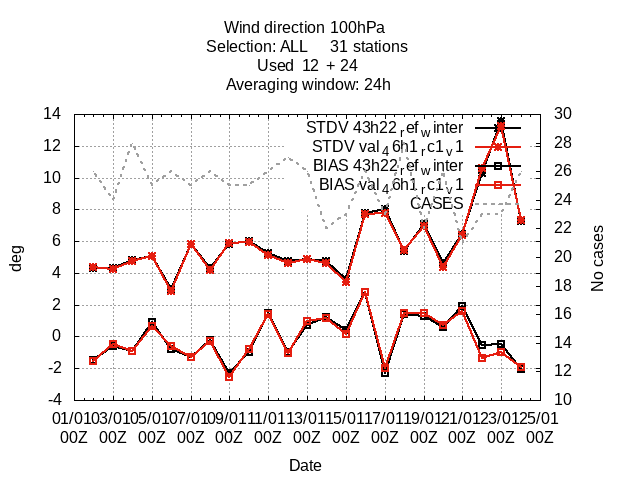 Wind direction 100hPa
Selection: ALL 31 stations
Used 12 + 24
Averaging window: 24h
STDV 43h22_ref_winter
STDV val_46h1_rc1_v1
BIAS 43h22_ref_winter
BIAS val_46h1_rc1_v1
CASES
14
12
10
8
6
4
2
0
-2
-4
deg
30
28
26
24
22
20
18
16
14
12
10
No cases
01/01 03/01 05/01 07/01 09/01 11/01 13/01 15/01 17/01 19/01 21/01 23/01 25/01
00Z 00Z 00Z 00Z 00Z 00Z 00Z 00Z 00Z 00Z 00Z 00Z 00Z
Date